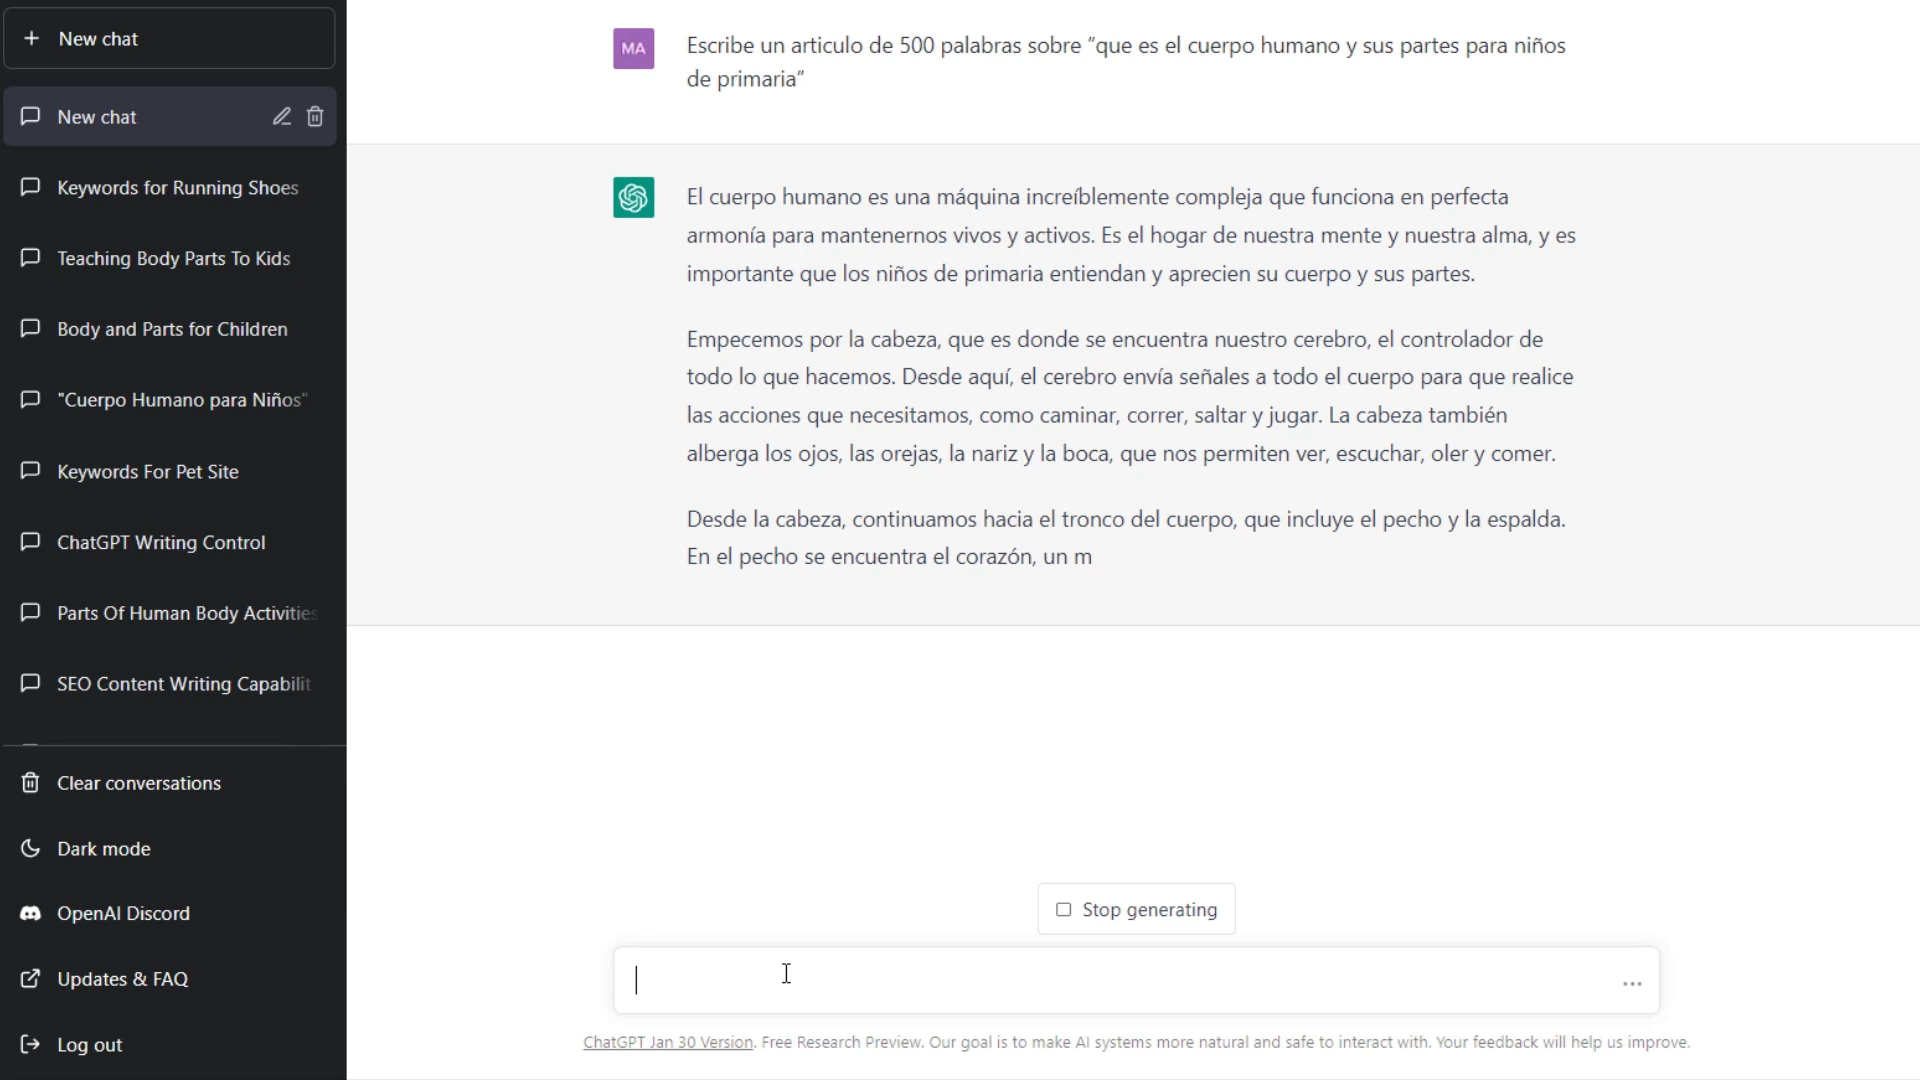 New chat
New chat
Keywords for Running Shoes
Teaching Body Parts To Kids
Body and Parts for Children
"Cuerpo Humano para Niños"
Keywords For Pet Site
ChatGPT Writing Control
Parts Of Human Body Activities
SEO Content Writing Capabilit
Clear conversations
Dark mode
OpenAI Discord
Updates & FAQ
Log out
MA
Escribe un articulo de 500 palabras sobre “que es el cuerpo humano y sus partes para niños
de primaria”
El cuerpo humano es una máquina increíblemente compleja que funciona en perfecta
armonía para mantenernos vivos y activos. Es el hogar de nuestra mente y nuestra alma, y es
importante que los niños de primaria entiendan y aprecien su cuerpo y sus partes.
Empecemos por la cabeza, que es donde se encuentra nuestro cerebro, el controlador de
todo lo que hacemos. Desde aquí, el cerebro envía señales a todo el cuerpo para que realice
las acciones que necesitamos, como caminar, correr, saltar y jugar. La cabeza también
alberga los ojos, las orejas, la nariz y la boca, que nos permiten ver, escuchar, oler y comer.
Desde la cabeza, continuamos hacia el tronco del cuerpo, que incluye el pecho y la espalda.
En el pecho se encuentra el corazón, un m
Stop generating
ChatGPT Jan 30 Version. Free Research Preview. Our goal is to make AI systems more natural and safe to interact with. Your feedback will help us improve.